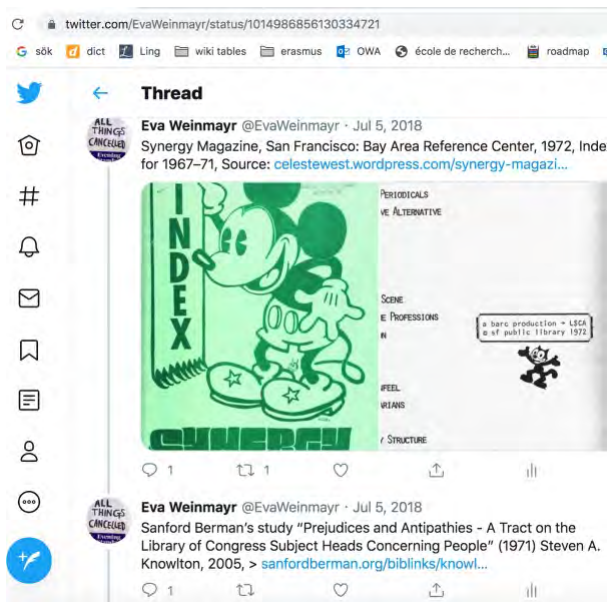 twitter.com/EvaWeinmayr/status/1014986856130334721
sök dict Ling wiki tables erasmus OWA école de recherch... roadmap
Thread
ALL THINGS CANCELLED
Eva Weinmayr @EvaWeinmayr · Jul 5, 2018
Synergy Magazine, San Francisco: Bay Area Reference Center, 1972, Inde
for 1967–71, Source: celestewest.wordpress.com/synergy-magazi...
INDEX
SYNERGY
PERIODICALS
VE ALTERNATIVE
SCENE
E PROFESSIONS
N
FEEL
RIANS
Y STRUCTURE
a barc production → LSCA
sf public library 1972
1 1
ALL THINGS CANCELLED
Eva Weinmayr @EvaWeinmayr · Jul 5, 2018
Sanford Berman's study “Prejudices and Antipathies - A Tract on the
Library of Congress Subject Heads Concerning People” (1971) Steven A.
Knowlton, 2005, > sanfordberman.org/biblinks/knowl...
1